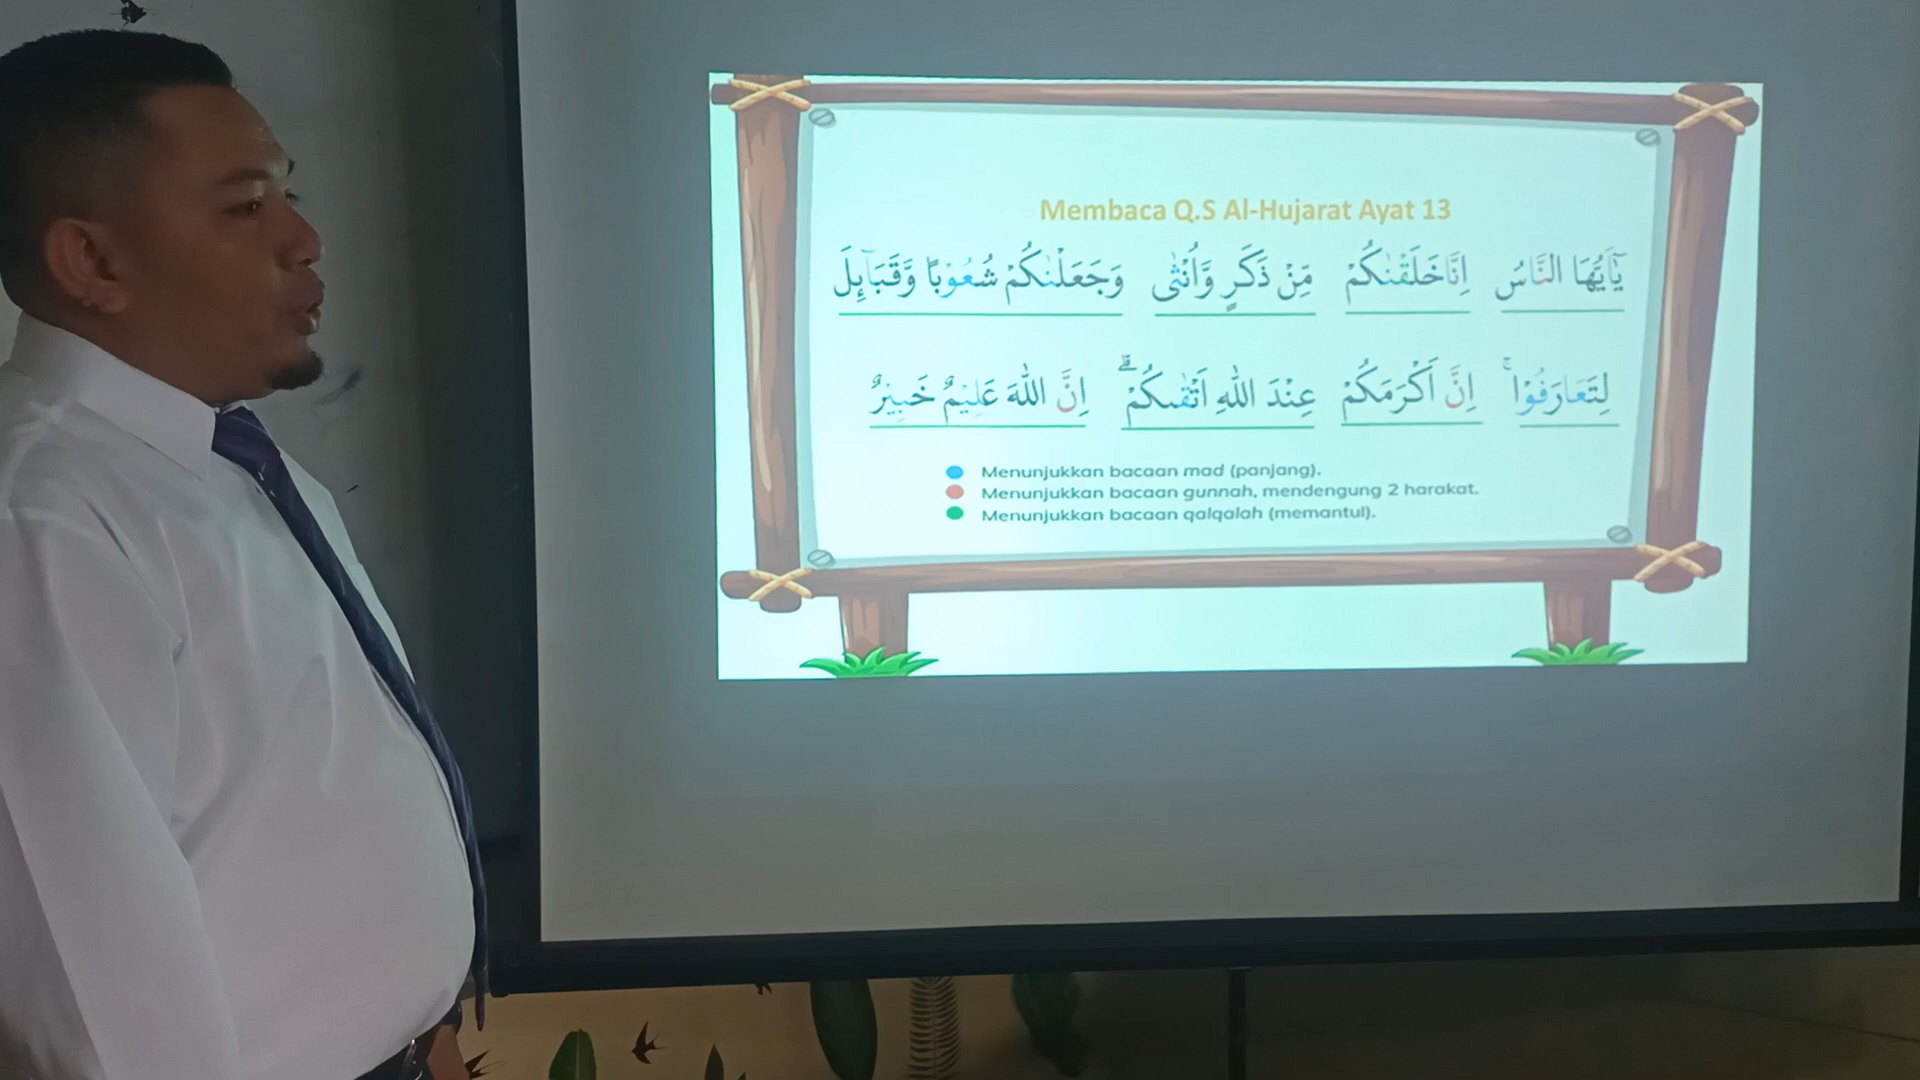 Membaca Q.S Al-Hujarat Ayat 13
يٰٓاَيُّهَا النَّاسُ اِنَّاخَلَقْنٰكُمْ مِّنْ ذَكَرٍ وَّاُنْثٰى وَجَعَلْنٰكُمْ شُعُوْبًا وَّقَبَاۤىِٕلَ
لِتَعَارَفُوْاۚ اِنَّ اَكْرَمَكُمْ عِنْدَ اللّٰهِ اَتْقٰىكُمْۗ اِنَّ اللّٰهَ عَلِيْمٌ خَبِيْرٌ
Menunjukkan bacaan mad (panjang).
Menunjukkan bacaan gunnah, mendengung 2 harakat.
Menunjukkan bacaan qalqalah (memantul).